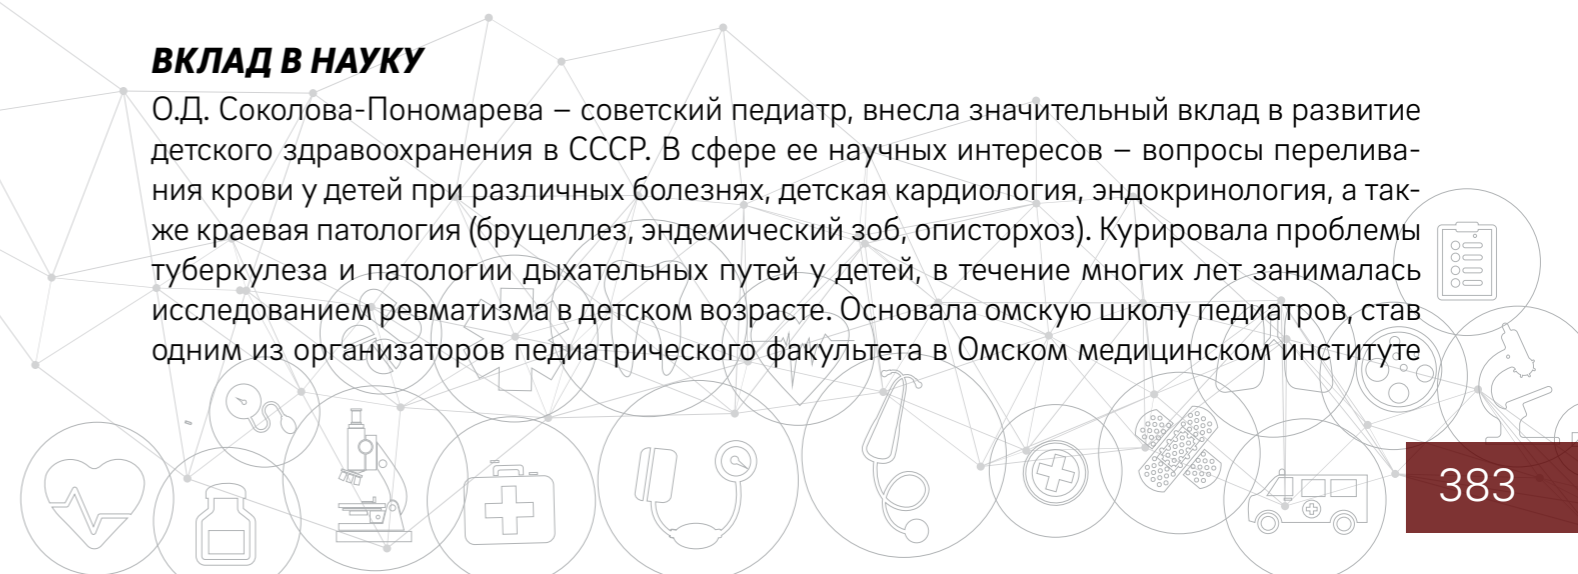 ВКЛАД В НАУКУ
О.Д. Соколова-Пономарева – советский педиатр, внесла значительный вклад в развитие
детского здравоохранения в СССР. В сфере ее научных интересов – вопросы перелива-
ния крови у детей при различных болезнях, детская кардиология, эндокринология, а так-
же краевая патология (бруцеллез, эндемический зоб, описторхоз). Курировала проблемы
туберкулеза и патологии дыхательных путей у детей, в течение многих лет занималась
исследованием ревматизма в детском возрасте. Основала омскую школу педиатров, став
одним из организаторов педиатрического факультета в Омском медицинском институте
383